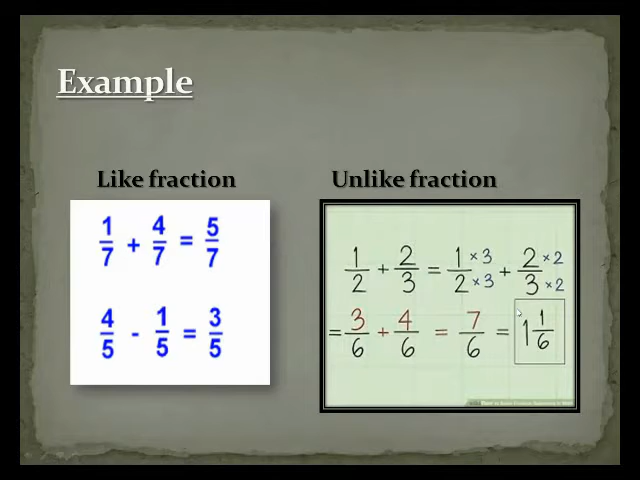 Example
Like fraction
1/7 + 4/7 = 5/7
4/5 - 1/5 = 3/5
Unlike fraction
1/2 + 2/3 = 1/2 ×3 ×3 + 2/3 ×2 ×2
= 3/6 + 4/6 = 7/6 = 1 1/6